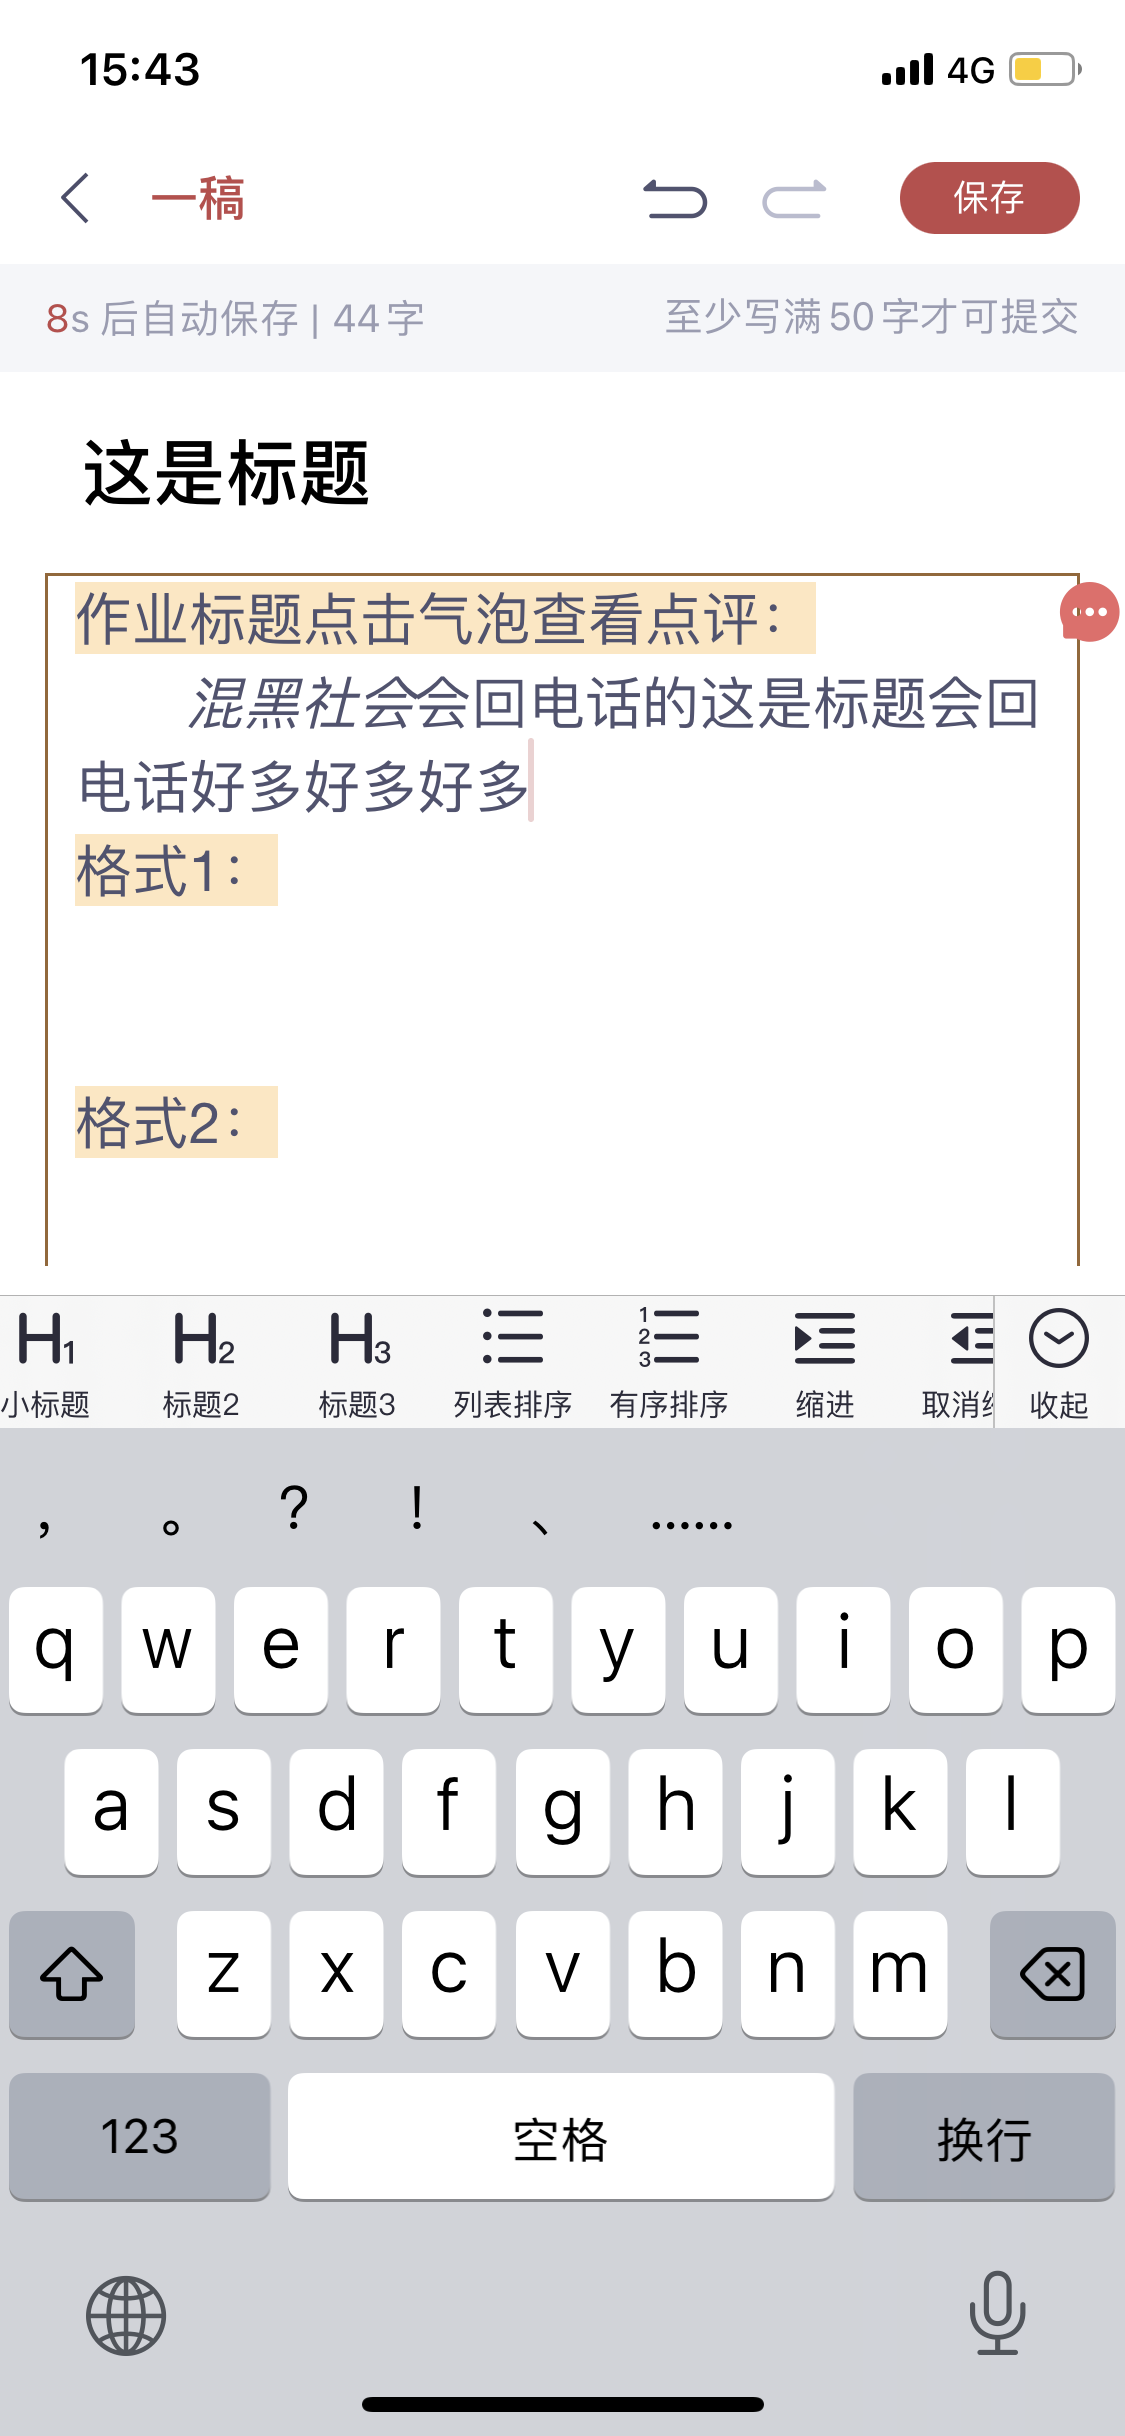 15:43 4G
一稿 保存
8s 后自动保存 | 44字 至少写满50字才可提交
这是标题
作业标题点击气泡查看点评：
混黑社会会回电话的这是标题会回
电话好多好多好多
格式1：
格式2：
H1 H2 H3 1 2 3
小标题 标题2 标题3 列表排序 有序排序 缩进 取消 收起
， 。 ？ ！ 、 ……
q w e r t y u i o p
a s d f g h j k l
z x c v b n m
123 空格 换行